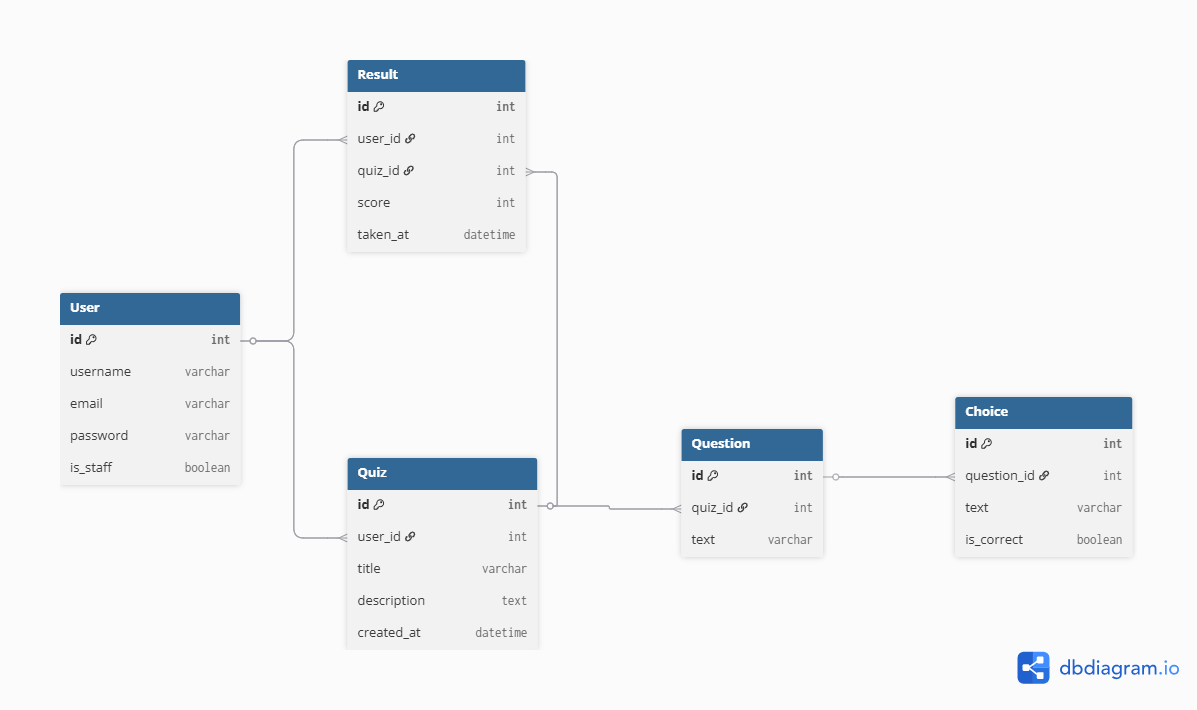 Result
id int
user_id int
quiz_id int
score int
taken_at datetime
User
id int
username varchar
email varchar
password varchar
is_staff boolean
Quiz
id int
user_id int
title varchar
description text
created_at datetime
Question
id int
quiz_id int
text varchar
Choice
id int
question_id int
text varchar
is_correct boolean
dbdiagram.io